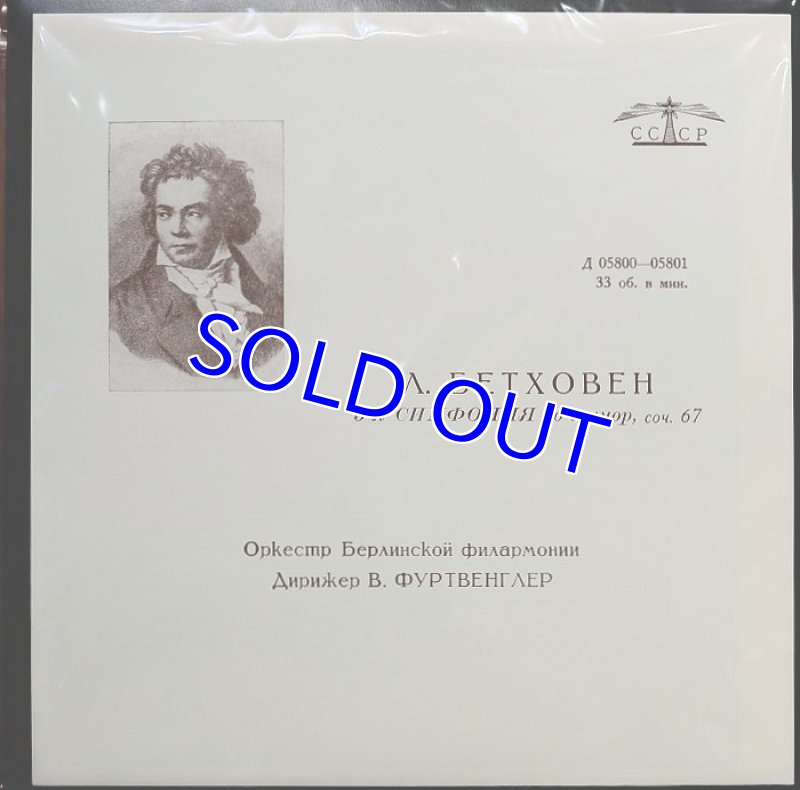 СССР
Д 05800—05801
33 об. в мин.
Л. БЕТХОВЕН
соч. 67
SOLD OUT
Оркестр Берлинской филармонии
Дирижер В. ФУРТВЕНГЛЕР